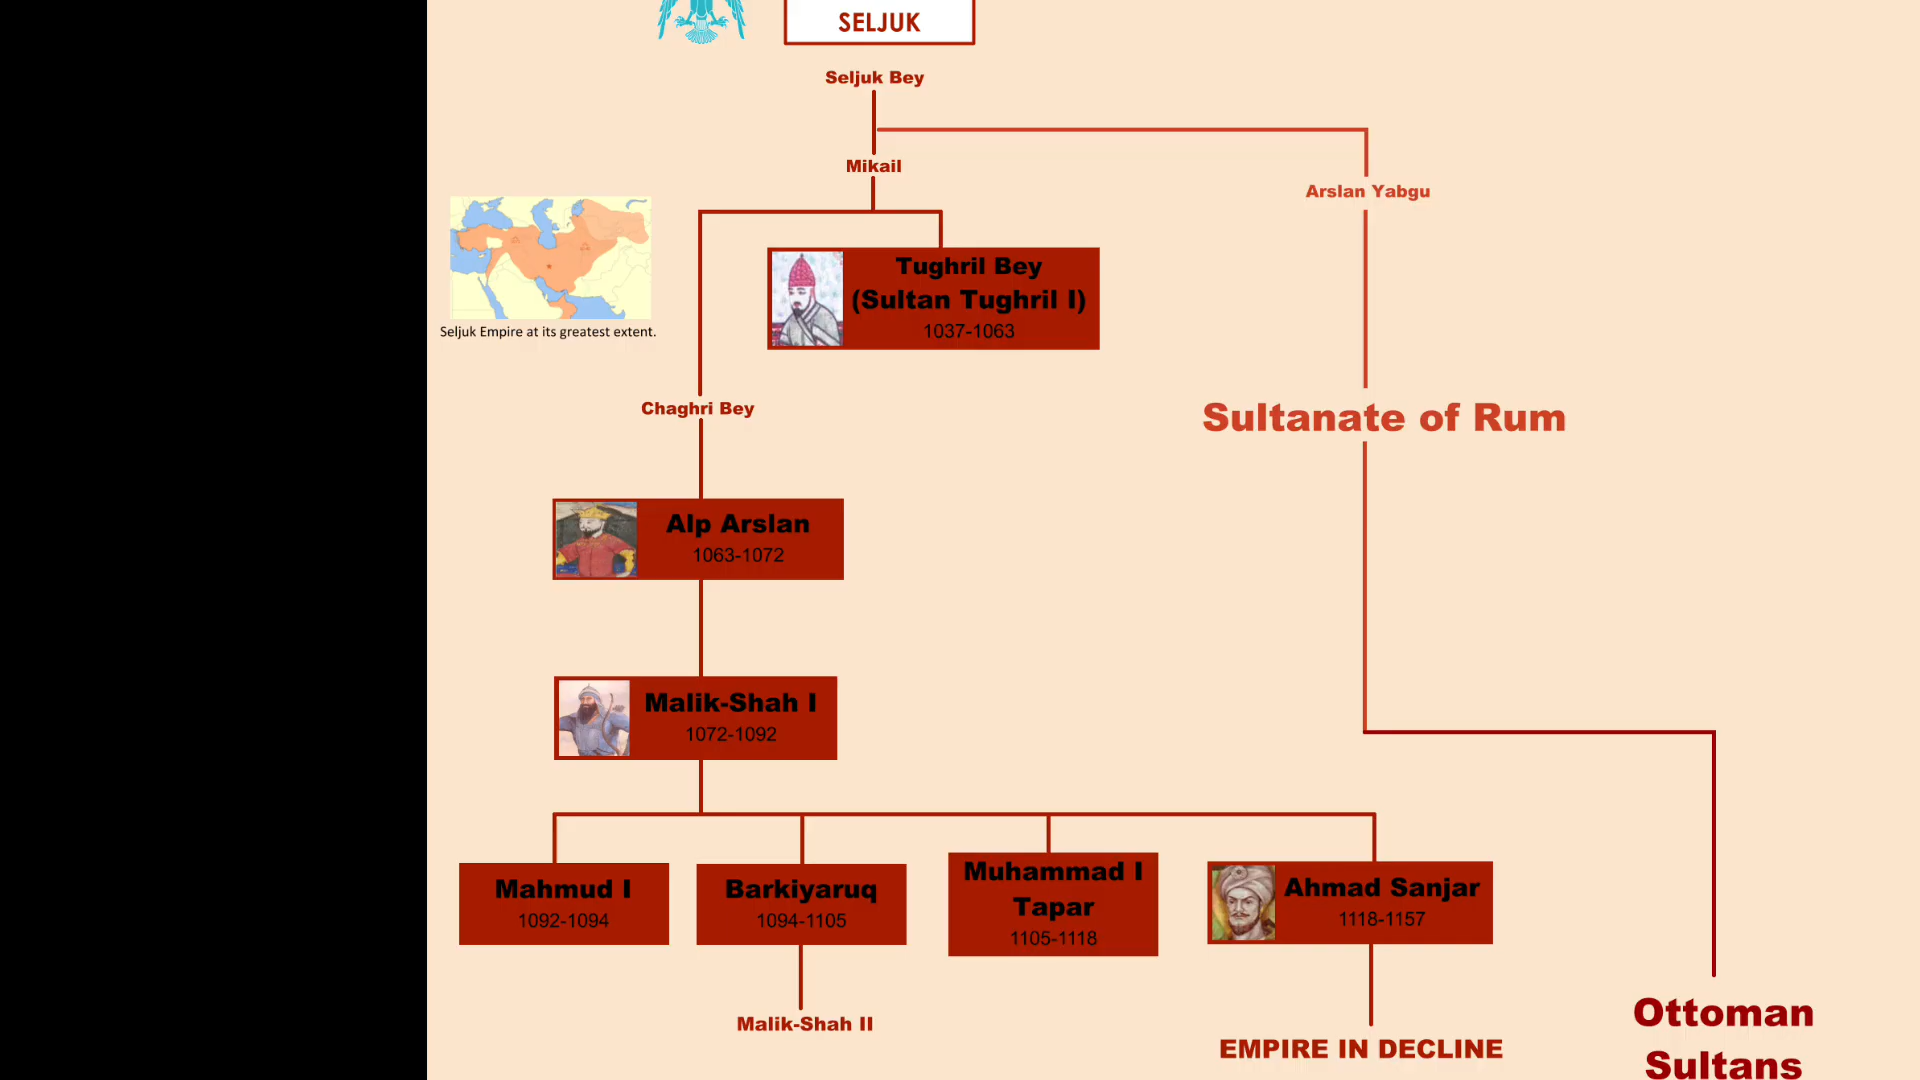 SELJUK
Seljuk Bey
Mikail
Arslan Yabgu
Tughril Bey
(Sultan Tughril I)
1037-1063
Seljuk Empire at its greatest extent.
Chaghri Bey
Sultanate of Rum
Alp Arslan
1063-1072
Malik-Shah I
1072-1092
Mahmud I
1092-1094
Barkiyaruq
1094-1105
Muhammad I
Tapar
1105-1118
Ahmad Sanjar
1118-1157
Malik-Shah II
EMPIRE IN DECLINE
Ottoman
Sultans